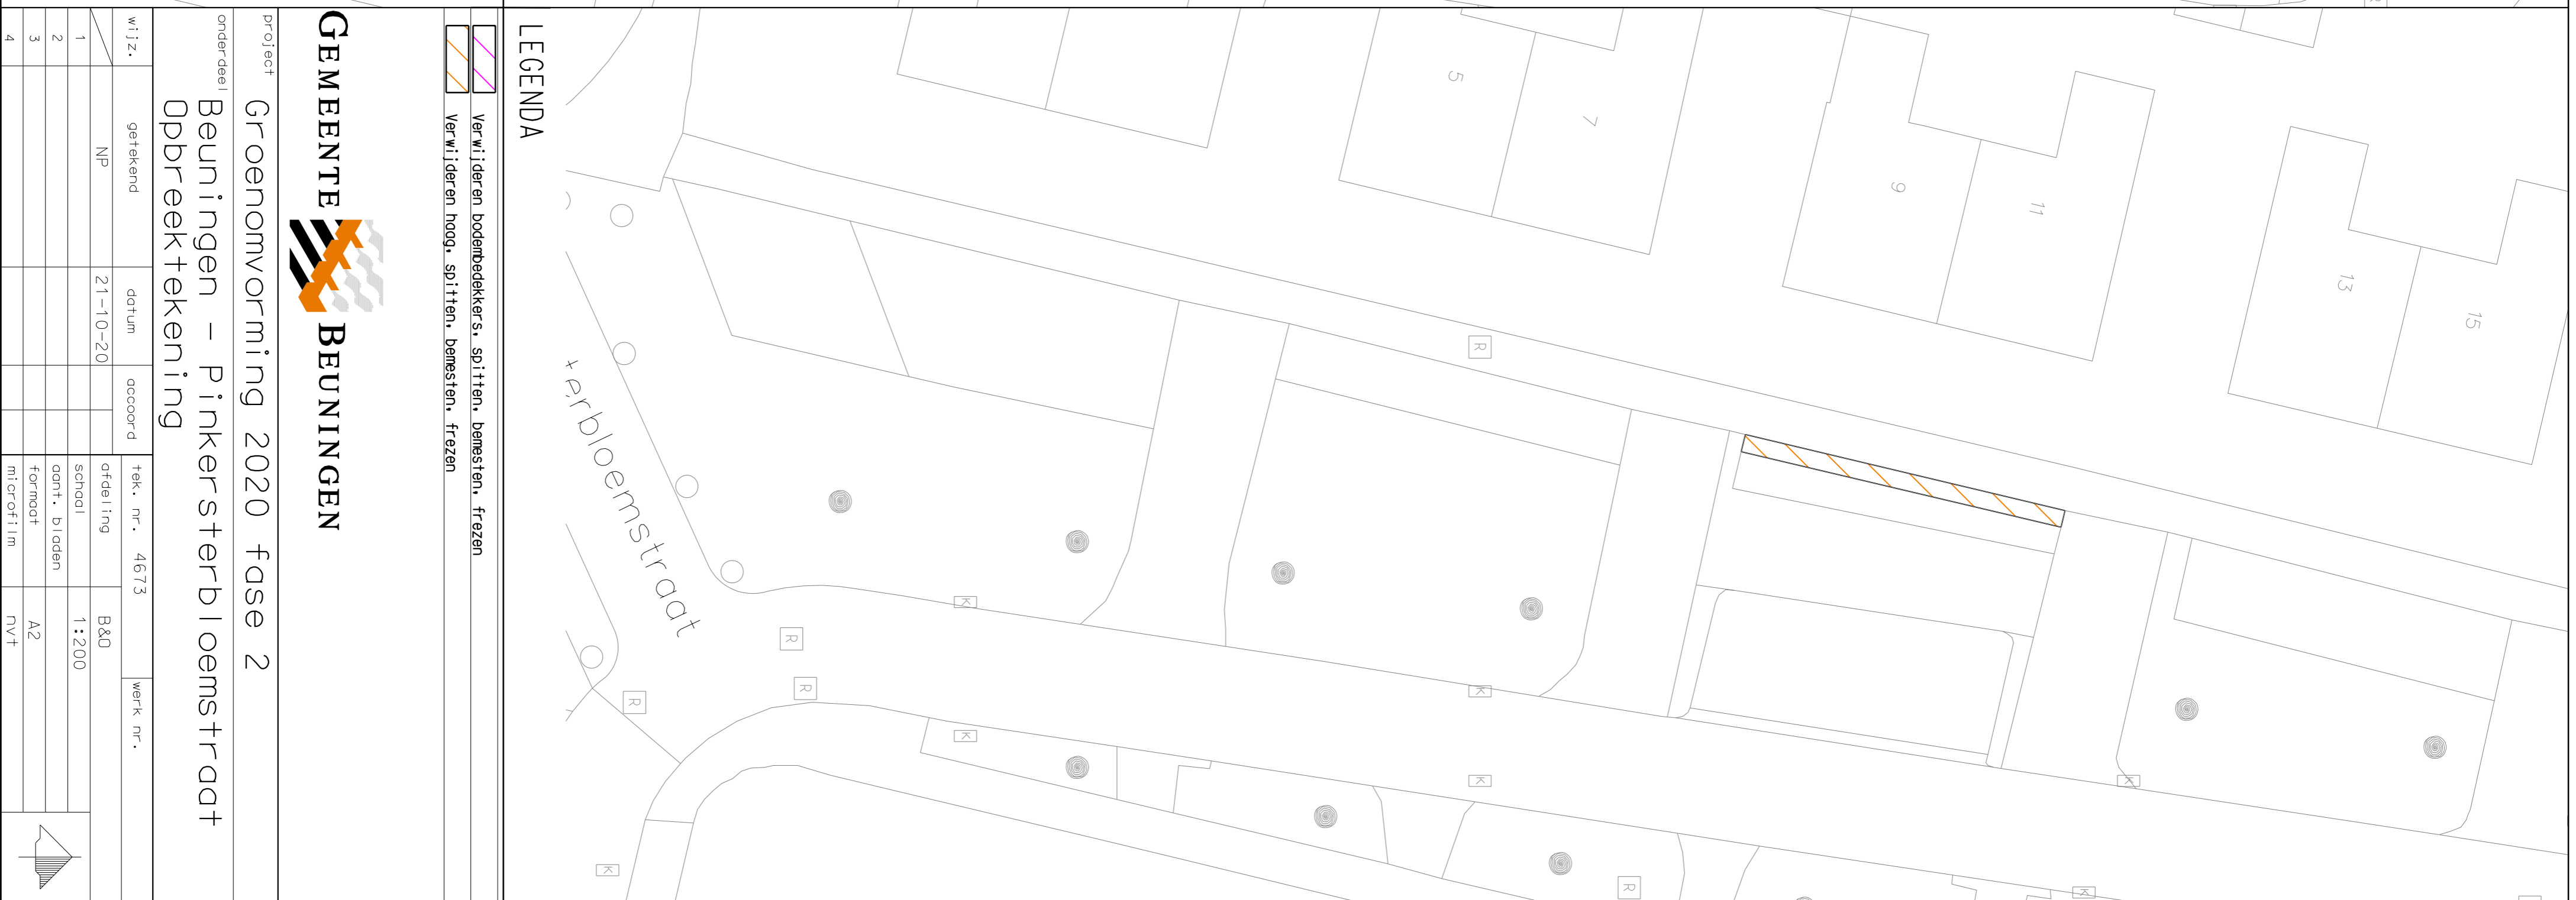 LEGENDA
Verwijderen bodembedekkers, spitten, bemesten, frezen
Verwijderen haag, spitten, bemesten, frezen
GEMEENTE BEUNINGEN
project
Groenomvorming 2020 fase 2
onderdeel
Beuningen - Pinkersterbloemstraat
Opbreektekening
wijz. getekend datum accoord
NP 21-10-20
1
2
3
4
tek. nr. 4673 werk nr.
afdeling B&O
schaal 1:200
aant. bladen
formaat A2
microfilm nvt
5
7
9
11
13
15
R
terbloemstraat
K
R
R
R
K
K
K
K
K
K
R
K